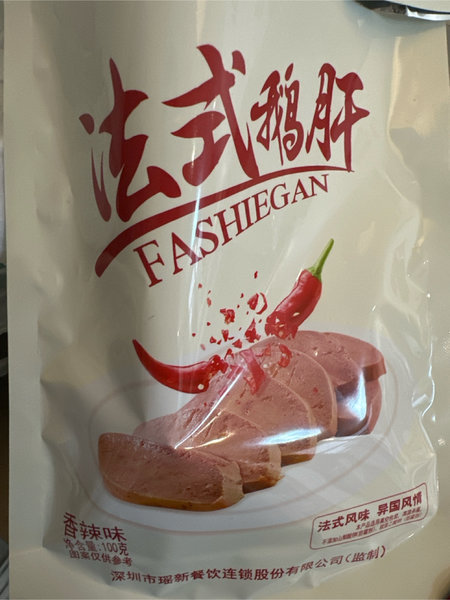 法式鹅肝
FASHIEGAN
香辣味
净含量:100克
图案仅供参考
法式风味 异国风情
深圳市瑶新餐饮连锁股份有限公司(监制)